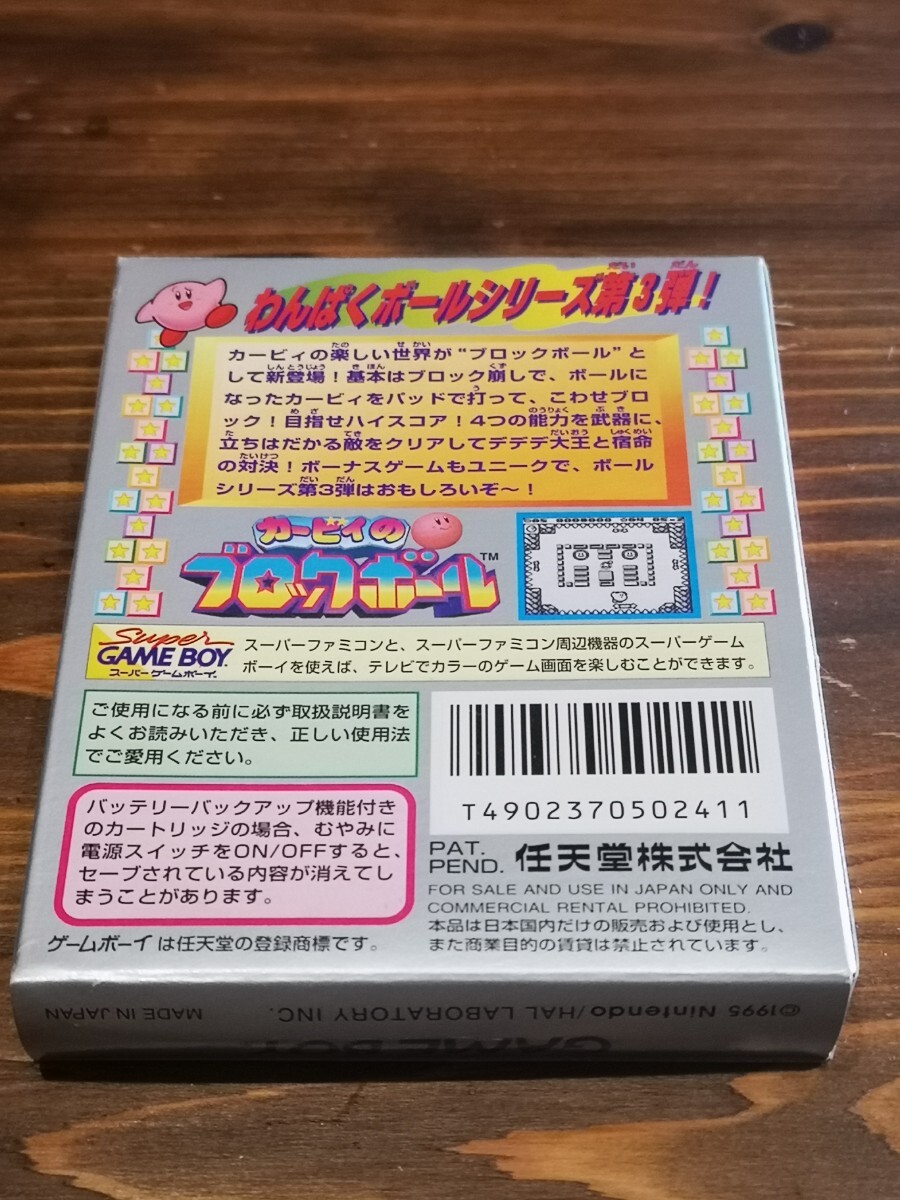 わんぱくボールシリーズ第3弾!
カービィの楽しい世界が“ブロックボール”と
して新登場!基本はブロック崩しで、ボールに
なったカービィをパッドで打って、こわせブロ
ック!目指せハイスコア!4つの能力を武器に、
立ちはだかる敵をクリアしてデデデ大王と宿命
の対決!ボーナスゲームもユニークで、ボール
シリーズ第3弾はおもしろいぞ〜!
カービィの
ブロックボール™
Super
GAME BOY
スーパーゲームボーイ
スーパーファミコンと、スーパーファミコン周辺機器のスーパーゲーム
ボーイを使えば、テレビでカラーのゲーム画面を楽しむことができます。
ご使用になる前に必ず取扱説明書を
よくお読みいただき、正しい使用法
でご愛用ください。
バッテリーバックアップ機能付き
のカートリッジの場合、むやみに
電源スイッチをON/OFFすると、
セーブされている内容が消えてし
まうことがあります。
ゲームボーイは任天堂の登録商標です。
T4902370502411
PAT.
PEND. 任天堂株式会社
FOR SALE AND USE IN JAPAN ONLY AND
COMMERCIAL RENTAL PROHIBITED.
本品は日本国内だけの販売および使用とし、
また商業目的の賃貸は禁止されています。
©1995 Nintendo/HAL LABORATORY INC.
MADE IN JAPAN
GAME BOY